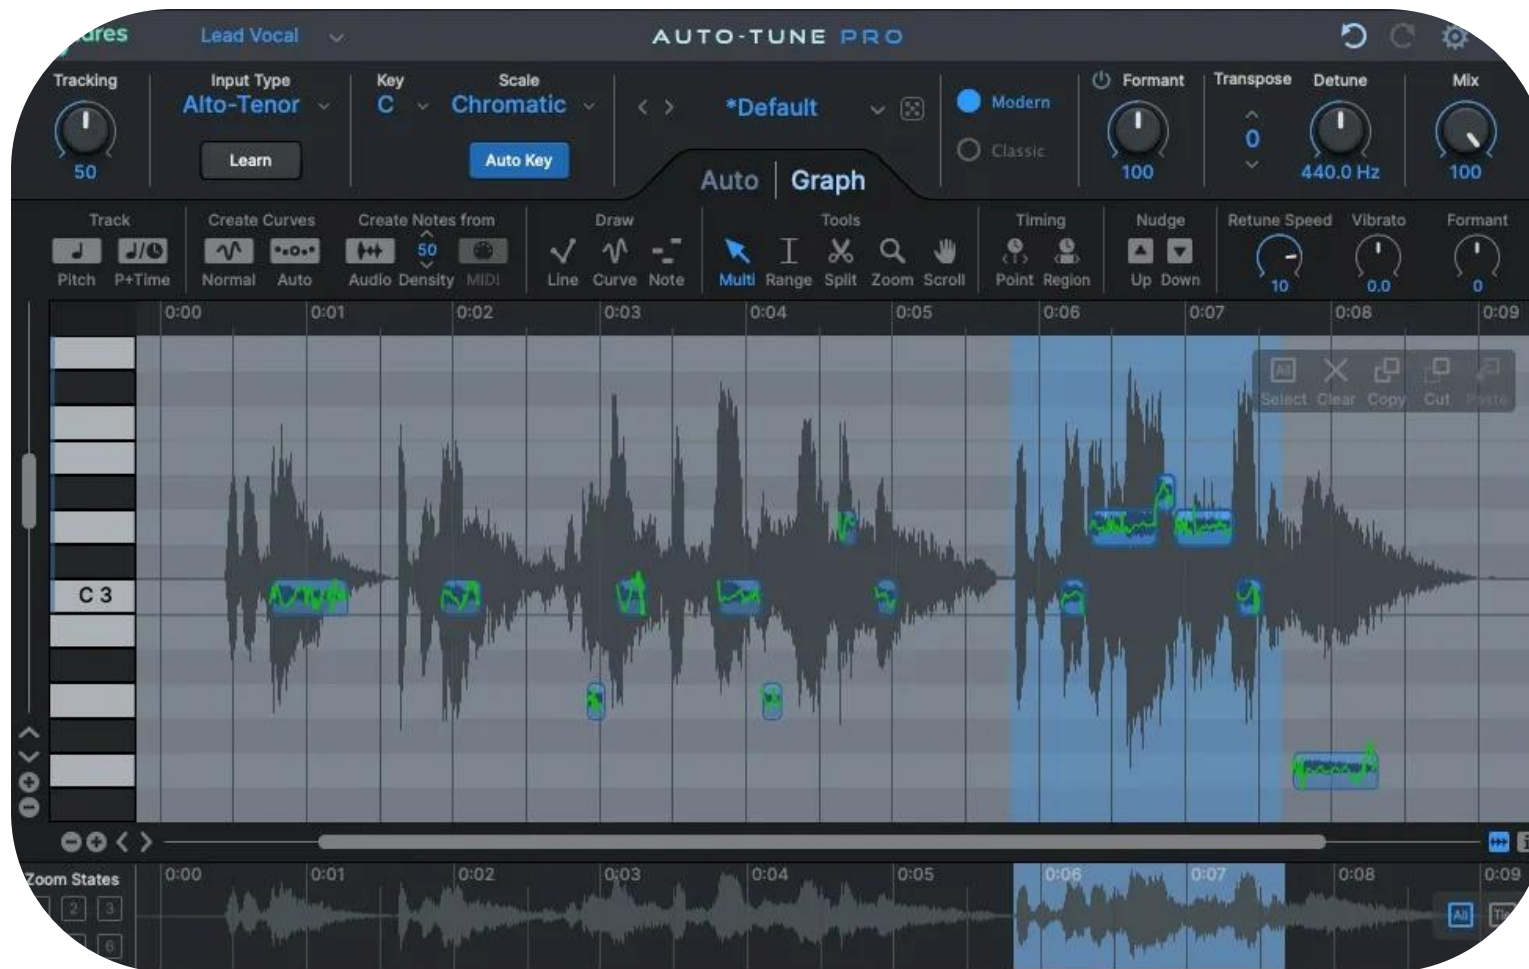 Lead Vocal
AUTO-TUNE PRO
Tracking
50
Input Type
Alto-Tenor
Learn
Key
C
Scale
Chromatic
Auto Key
*Default
Auto | Graph
Modern
Classic
Formant
100
Transpose
0
Detune
440.0 Hz
Mix
100
Track
Pitch P+Time
Create Curves
Normal Auto
Create Notes from
50
Audio Density MIDI
Draw
Line Curve Note
Tools
Multi Range Split Zoom Scroll
Timing
Point Region
Nudge
Up Down
Retune Speed
10
Vibrato
0.0
Formant
0
0:00 0:01 0:02 0:03 0:04 0:05 0:06 0:07 0:08 0:09
All
Select Clear Copy Cut Paste
C 3
Zoom States
2 3
6
0:00 0:01 0:02 0:03 0:04 0:05 0:06 0:07 0:08 0:09
All